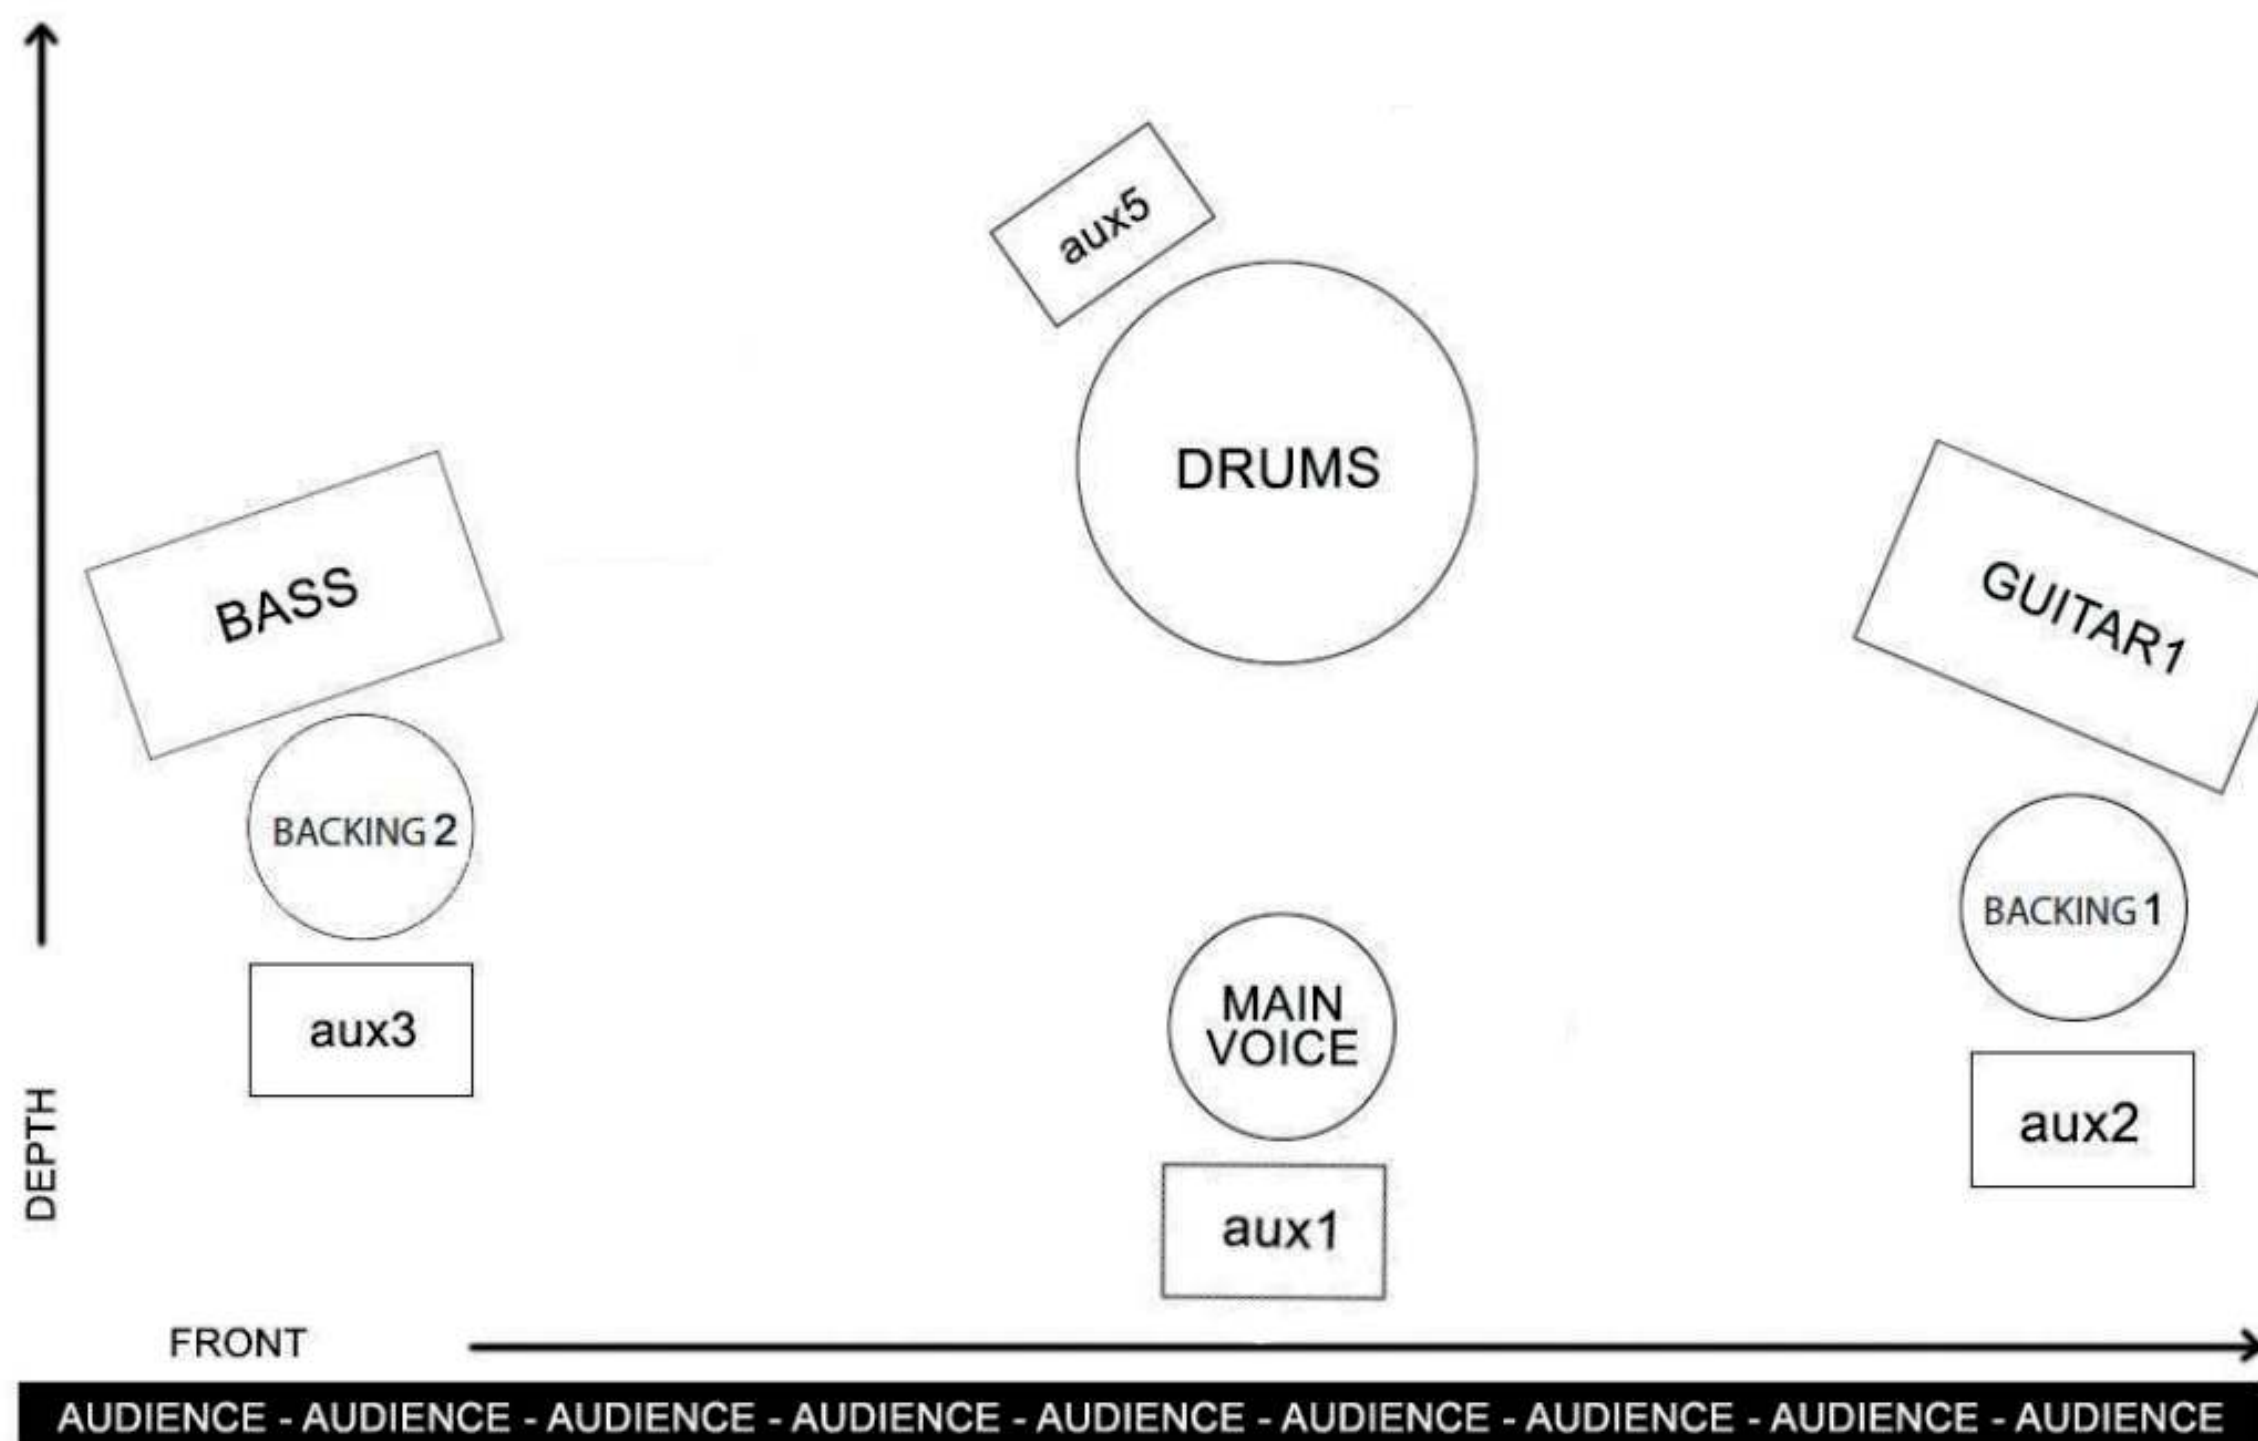 aux5
DRUMS
BASS
GUITAR1
BACKING 2
BACKING 1
MAIN
VOICE
aux3
aux2
aux1
DEPTH
FRONT
AUDIENCE - AUDIENCE - AUDIENCE - AUDIENCE - AUDIENCE - AUDIENCE - AUDIENCE - AUDIENCE - AUDIENCE